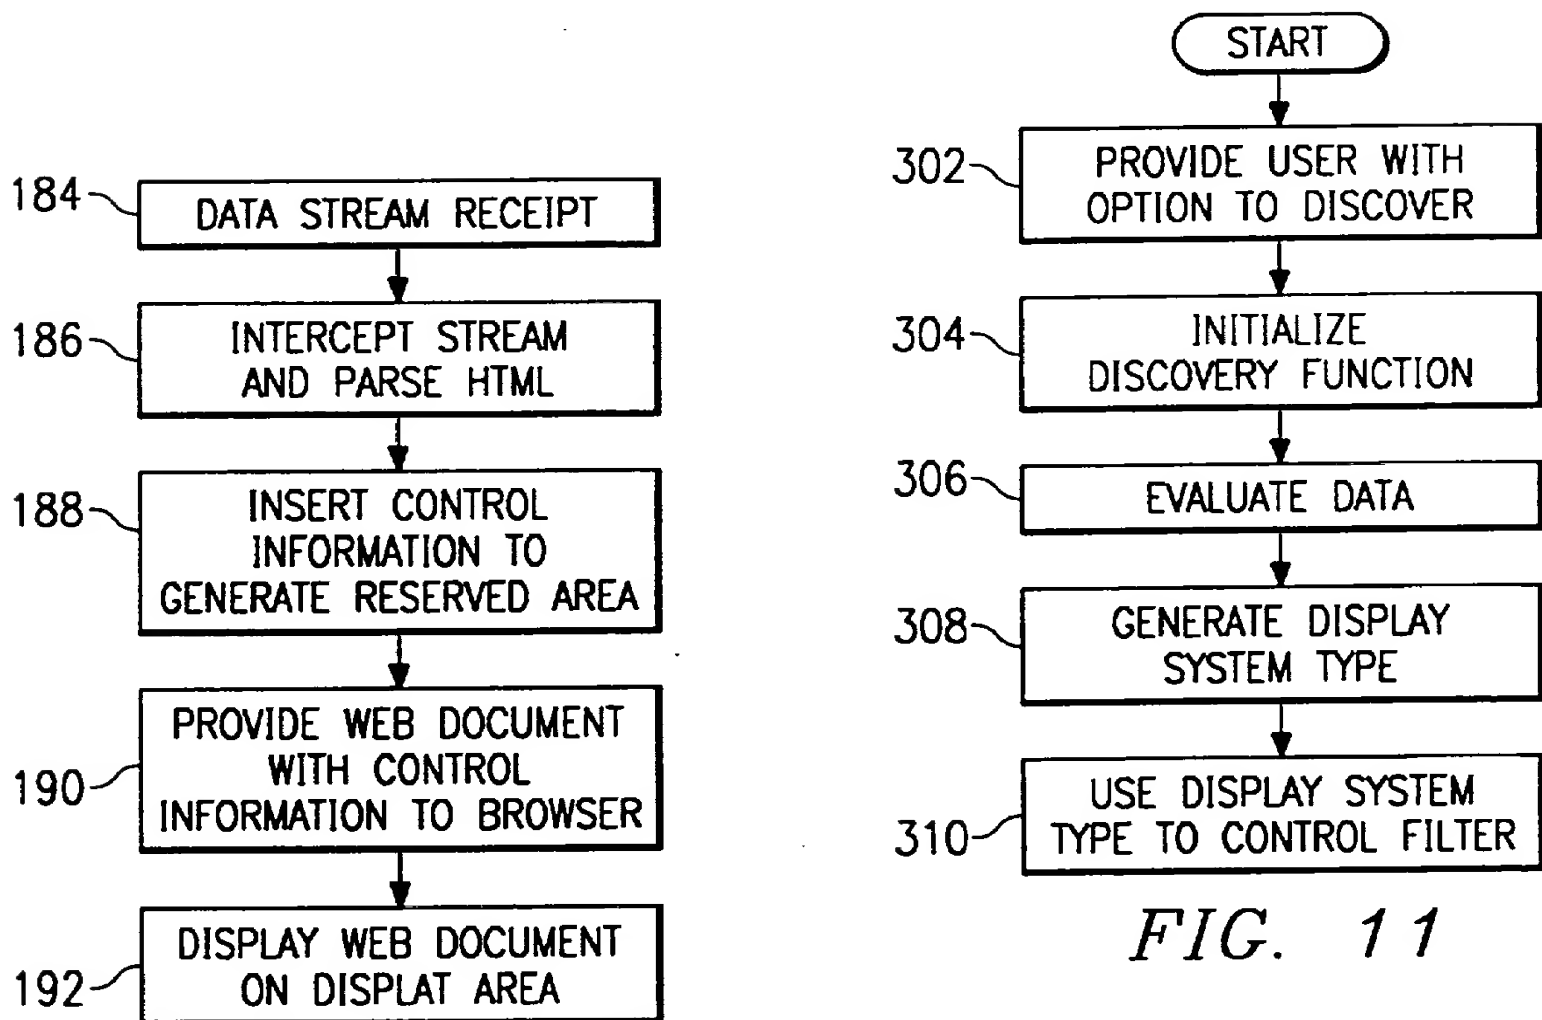 184
DATA STREAM RECEIPT
186
INTERCEPT STREAM
AND PARSE HTML
188
INSERT CONTROL
INFORMATION TO
GENERATE RESERVED AREA
190
PROVIDE WEB DOCUMENT
WITH CONTROL
INFORMATION TO BROWSER
192
DISPLAY WEB DOCUMENT
ON DISPLAT AREA
START
302
PROVIDE USER WITH
OPTION TO DISCOVER
304
INITIALIZE
DISCOVERY FUNCTION
306
EVALUATE DATA
308
GENERATE DISPLAY
SYSTEM TYPE
310
USE DISPLAY SYSTEM
TYPE TO CONTROL FILTER
FIG. 11